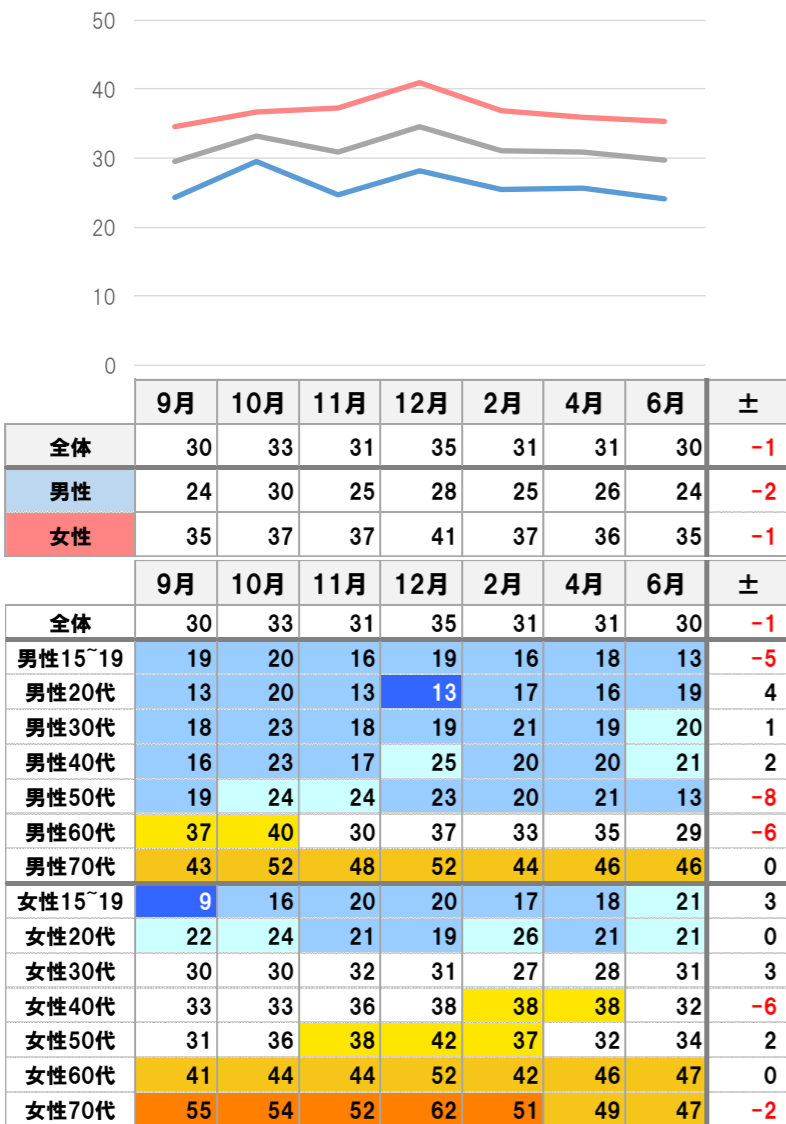 50
40
30
20
10
0
9月 10月 11月 12月 2月 4月 6月 ±
全体 30 33 31 35 31 31 30 -1
男性 24 30 25 28 25 26 24 -2
女性 35 37 37 41 37 36 35 -1
9月 10月 11月 12月 2月 4月 6月 ±
全体 30 33 31 35 31 31 30 -1
男性15~19 19 20 16 19 16 18 13 -5
男性20代 13 20 13 13 17 16 19 4
男性30代 18 23 18 19 21 19 20 1
男性40代 16 23 17 25 20 20 21 2
男性50代 19 24 24 23 20 21 13 -8
男性60代 37 40 30 37 33 35 29 -6
男性70代 43 52 48 52 44 46 46 0
女性15~19 9 16 20 20 17 18 21 3
女性20代 22 24 21 19 26 21 21 0
女性30代 30 30 32 31 27 28 31 3
女性40代 33 33 36 38 38 38 32 -6
女性50代 31 36 38 42 37 32 34 2
女性60代 41 44 44 52 42 46 47 0
女性70代 55 54 52 62 51 49 47 -2